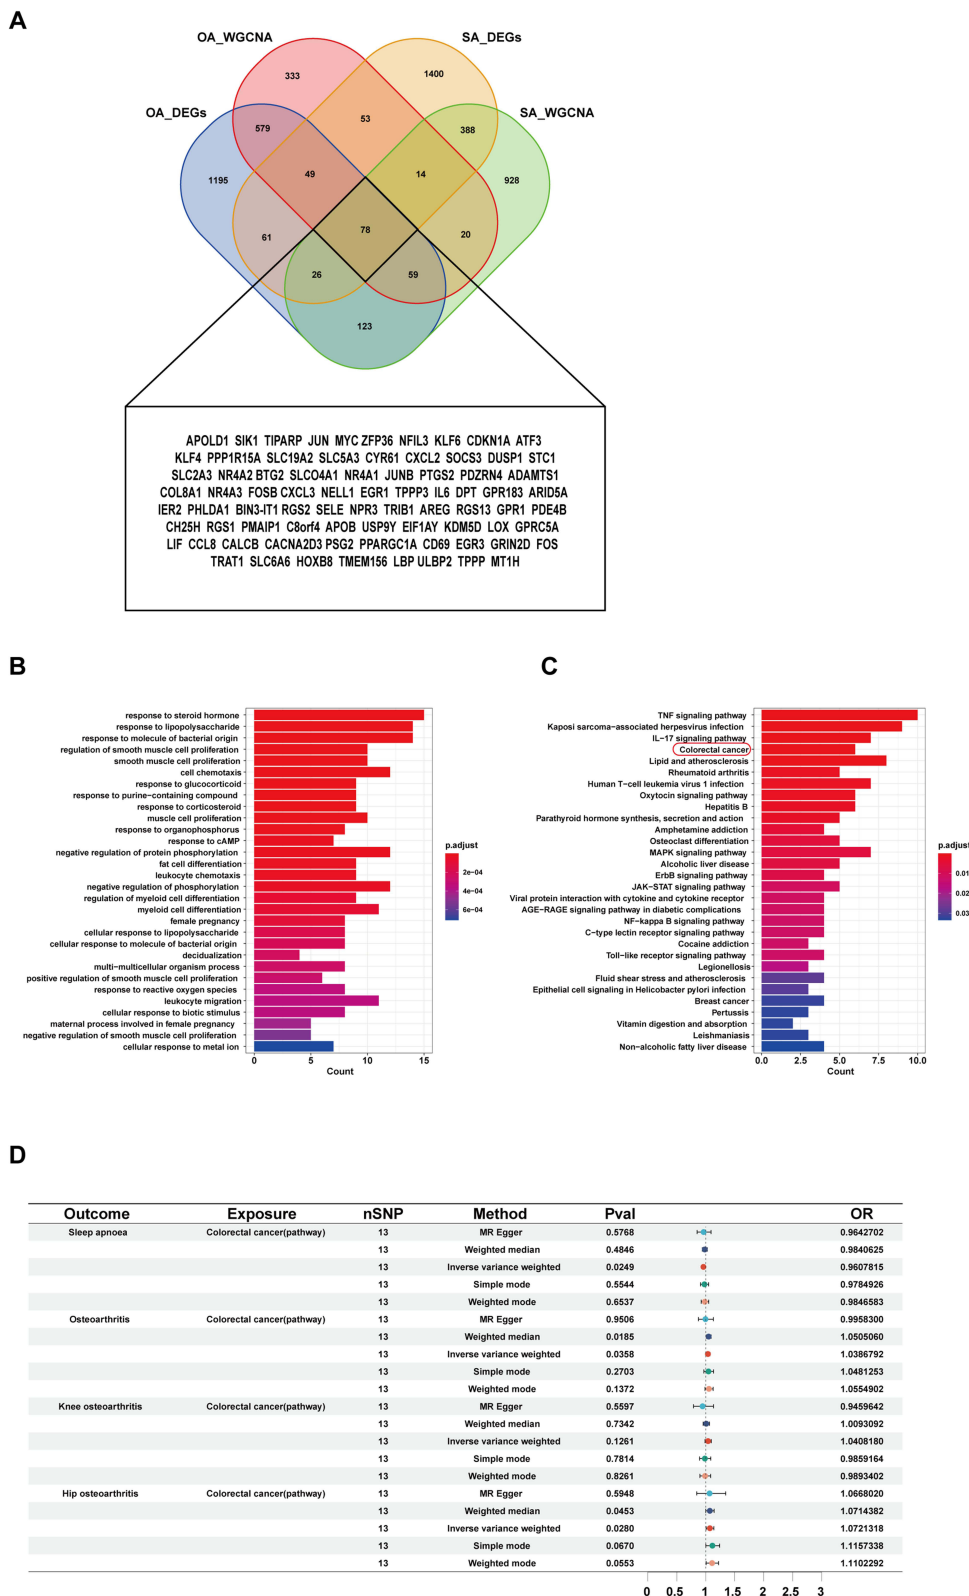 A
OA_WGCNA
SA_DEGs
OA_DEGs
SA_WGCNA
333
1400
579
53
388
1195
49
14
928
61
78
20
26
59
123
APOLD1 SIK1 TIPARP JUN MYC ZFP36 NFIL3 KLF6 CDKN1A ATF3
KLF4 PPP1R15A SLC19A2 SLC5A3 CYR61 CXCL2 SOCS3 DUSP1 STC1
SLC2A3 NR4A2 BTG2 SLCO4A1 NR4A1 JUNB PTGS2 PDZRN4 ADAMTS1
COL8A1 NR4A3 FOSB CXCL3 NELL1 EGR1 TPPP3 IL6 DPT GPR183 ARID5A
IER2 PHLDA1 BIN3-IT1 RGS2 SELE NPR3 TRIB1 AREG RGS13 GPR1 PDE4B
CH25H RGS1 PMAIP1 C8orf4 APOB USP9Y EIF1AY KDM5D LOX GPRC5A
LIF CCL8 CALCB CACNA2D3 PSG2 PPARGC1A CD69 EGR3 GRIN2D FOS
TRAT1 SLC6A6 HOXB8 TMEM156 LBP ULBP2 TPPP MT1H
B
response to steroid hormone
response to lipopolysaccharide
response to molecule of bacterial origin
regulation of smooth muscle cell proliferation
smooth muscle cell proliferation
cell chemotaxis
response to glucocorticoid
response to purine-containing compound
response to corticosteroid
muscle cell proliferation
response to organophosphorus
response to cAMP
negative regulation of protein phosphorylation
fat cell differentiation
leukocyte chemotaxis
negative regulation of phosphorylation
regulation of myeloid cell differentiation
myeloid cell differentiation
female pregnancy
cellular response to lipopolysaccharide
cellular response to molecule of bacterial origin
decidualization
multi-multicellular organism process
positive regulation of smooth muscle cell proliferation
response to reactive oxygen species
leukocyte migration
cellular response to biotic stimulus
maternal process involved in female pregnancy
negative regulation of smooth muscle cell proliferation
cellular response to metal ion
0 5 10 15
Count
p.adjust
2e-04
4e-04
6e-04
C
TNF signaling pathway
Kaposi sarcoma-associated herpesvirus infection
IL-17 signaling pathway
Colorectal cancer
Lipid and atherosclerosis
Rheumatoid arthritis
Human T-cell leukemia virus 1 infection
Oxytocin signaling pathway
Hepatitis B
Parathyroid hormone synthesis, secretion and action
Amphetamine addiction
Osteoclast differentiation
MAPK signaling pathway
Alcoholic liver disease
ErbB signaling pathway
JAK-STAT signaling pathway
Viral protein interaction with cytokine and cytokine receptor
AGE-RAGE signaling pathway in diabetic complications
NF-kappa B signaling pathway
C-type lectin receptor signaling pathway
Cocaine addiction
Toll-like receptor signaling pathway
Legionellosis
Fluid shear stress and atherosclerosis
Epithelial cell signaling in Helicobacter pylori infection
Breast cancer
Pertussis
Vitamin digestion and absorption
Leishmaniasis
Non-alcoholic fatty liver disease
0.0 2.5 5.0 7.5 10.0
Count
p.adjust
0.01
0.02
0.03
D
Outcome Exposure nSNP Method Pval OR
Sleep apnoea Colorectal cancer(pathway) 13 MR Egger 0.5768 0.9642702
13 Weighted median 0.4846 0.9840625
13 Inverse variance weighted 0.0249 0.9607815
13 Simple mode 0.5544 0.9784926
13 Weighted mode 0.6537 0.9846583
Osteoarthritis Colorectal cancer(pathway) 13 MR Egger 0.9506 0.9958300
13 Weighted median 0.0185 1.0505060
13 Inverse variance weighted 0.0358 1.0386792
13 Simple mode 0.2703 1.0481253
13 Weighted mode 0.1372 1.0554902
Knee osteoarthritis Colorectal cancer(pathway) 13 MR Egger 0.5597 0.9459642
13 Weighted median 0.7342 1.0093092
13 Inverse variance weighted 0.1261 1.0408180
13 Simple mode 0.7814 0.9859164
13 Weighted mode 0.8261 0.9893402
Hip osteoarthritis Colorectal cancer(pathway) 13 MR Egger 0.5948 1.0668020
13 Weighted median 0.0453 1.0714382
13 Inverse variance weighted 0.0280 1.0721318
13 Simple mode 0.0670 1.1157338
13 Weighted mode 0.0553 1.1102292
0 0.5 1 1.5 2 2.5 3